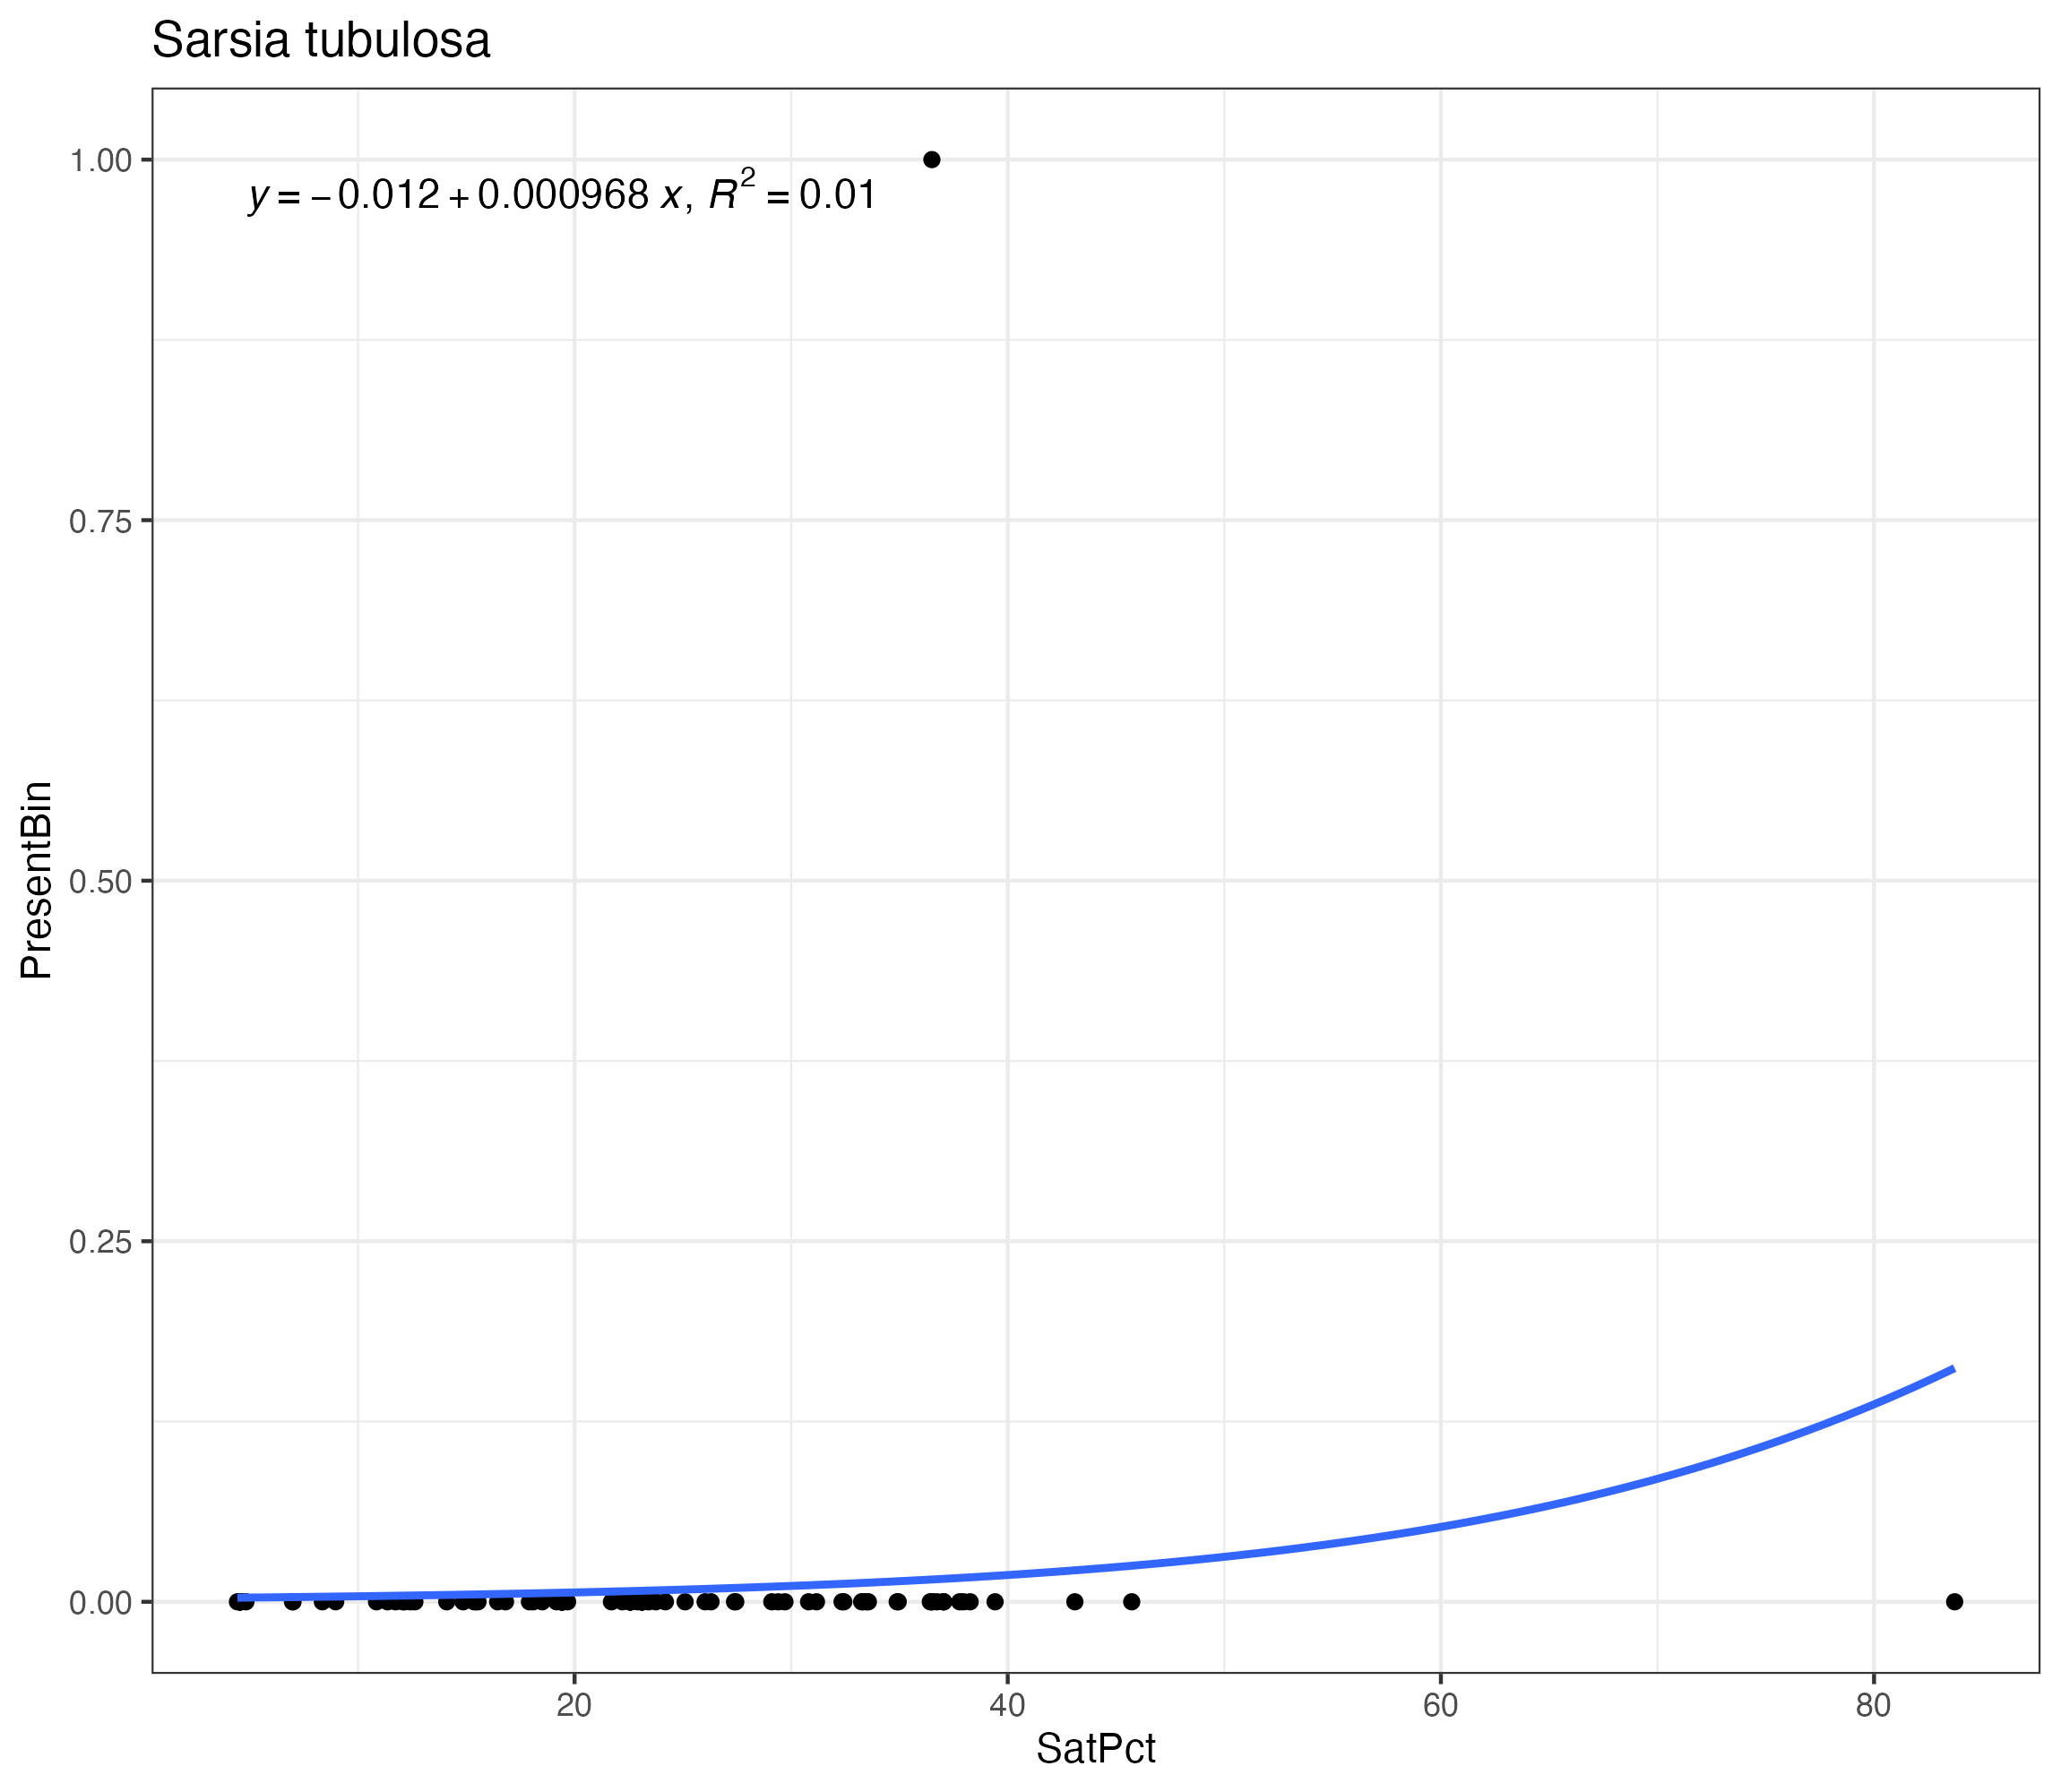 Sarsia tubulosa
y = −0.012 + 0.000968 x, R² = 0.01
1.00
0.75
0.50
0.25
0.00
PresentBin
20 40 60 80
SatPct